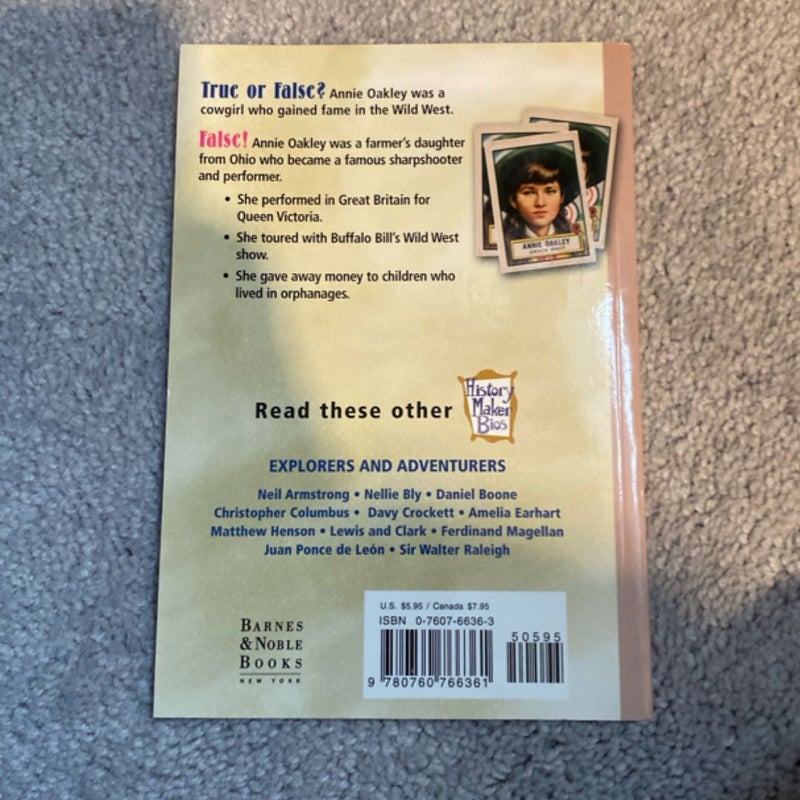 True or False? Annie Oakley was a
cowgirl who gained fame in the Wild West.
False! Annie Oakley was a farmer's daughter
from Ohio who became a famous sharpshooter
and performer.
• She performed in Great Britain for
Queen Victoria.
• She toured with Buffalo Bill's Wild West
show.
• She gave away money to children who
lived in orphanages.
ANNIE OAKLEY
CRACK SHOT
Read these other
History
Maker
Bios
EXPLORERS AND ADVENTURERS
Neil Armstrong • Nellie Bly • Daniel Boone
Christopher Columbus • Davy Crockett • Amelia Earhart
Matthew Henson • Lewis and Clark • Ferdinand Magellan
Juan Ponce de León • Sir Walter Raleigh
BARNES
& NOBLE
BOOKS
NEW YORK
U.S. $5.95 / Canada $7.95
ISBN 0-7607-6636-3
50595
9 780760 766361